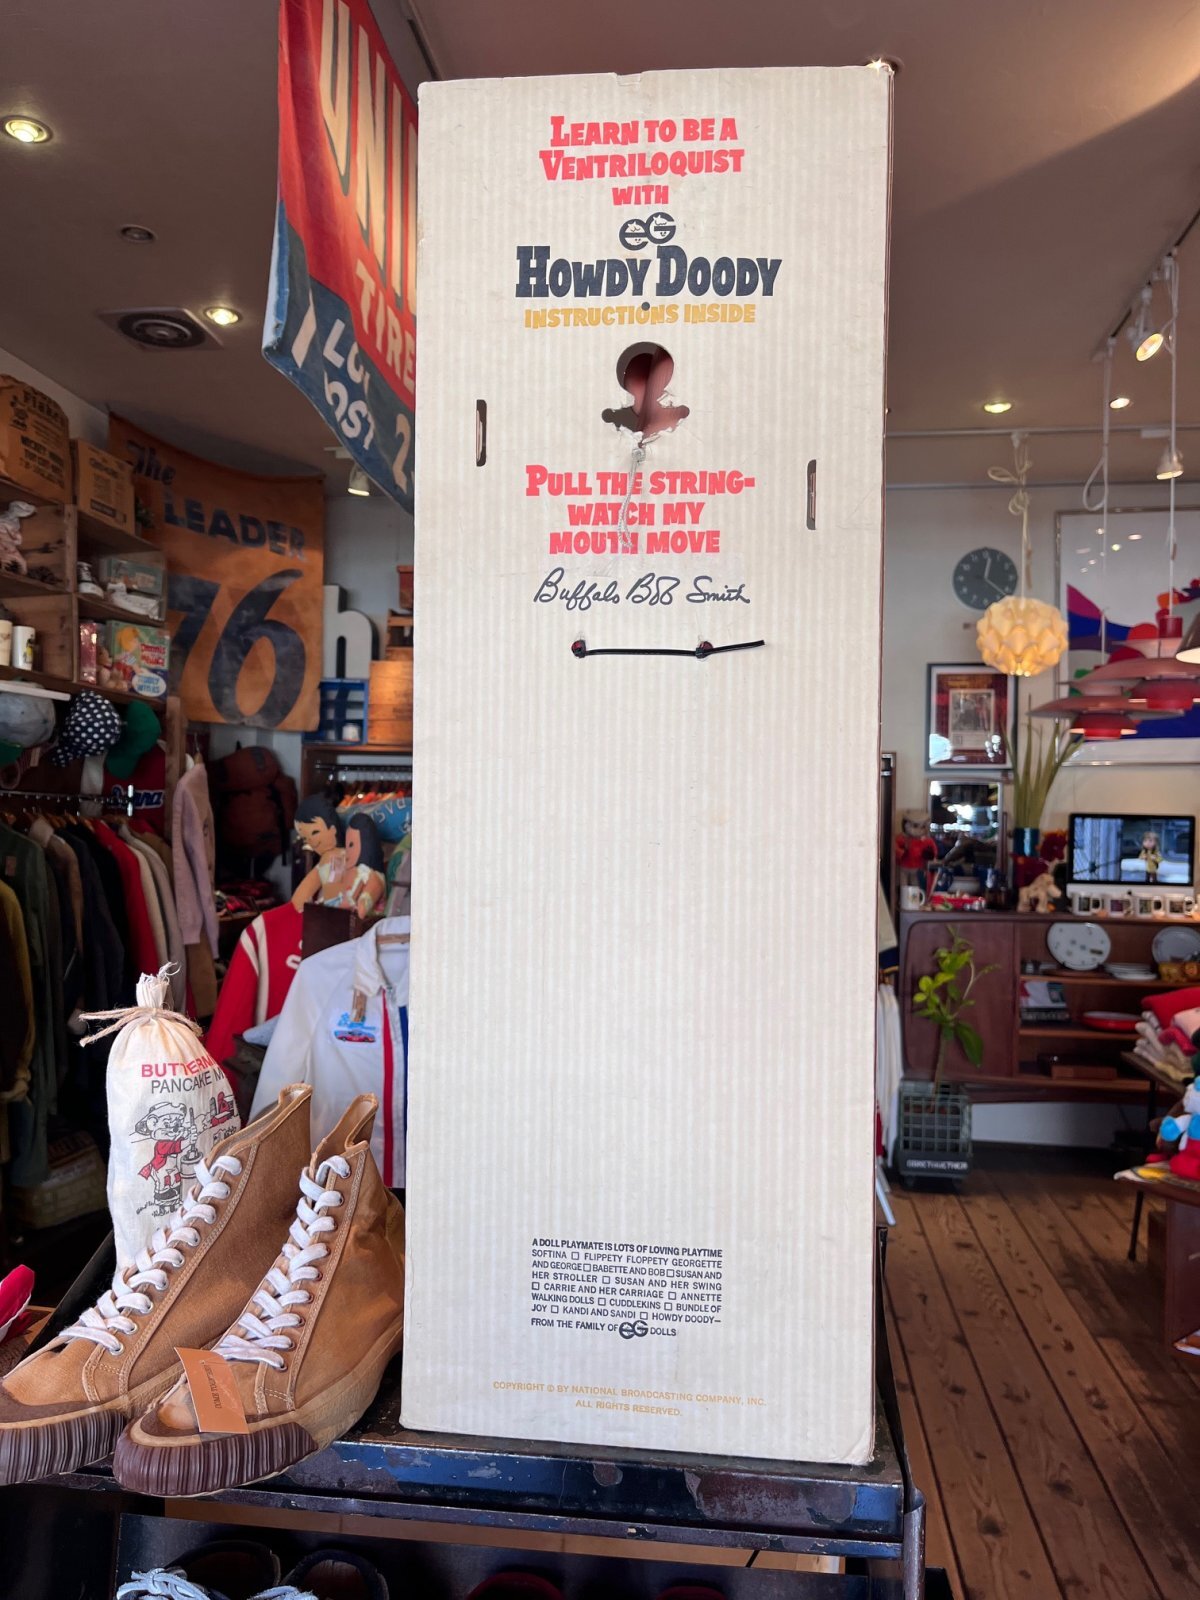 LEARN TO BE A
VENTRILOQUIST
WITH
EG
HOWDY DOODY
INSTRUCTIONS INSIDE
PULL THE STRING-
WATCH MY
MOUTH MOVE
Buffalo Bob Smith
A DOLL PLAYMATE IS LOTS OF LOVING PLAYTIME
SOFTINA □ FLIPPETY FLOPPETY GEORGETTE
AND GEORGE □ BABETTE AND BOB □ SUSAN AND
HER STROLLER □ SUSAN AND HER SWING
□ CARRIE AND HER CARRIAGE □ ANNETTE
WALKING DOLLS □ CUDDLEKINS □ BUNDLE OF
JOY □ KANDI AND SANDI □ HOWDY DOODY—
FROM THE FAMILY OF EG DOLLS
COPYRIGHT © BY NATIONAL BROADCASTING COMPANY, INC.
ALL RIGHTS RESERVED.
UNI
TIRE
2
The
LEADER
76
h
PANCAKE